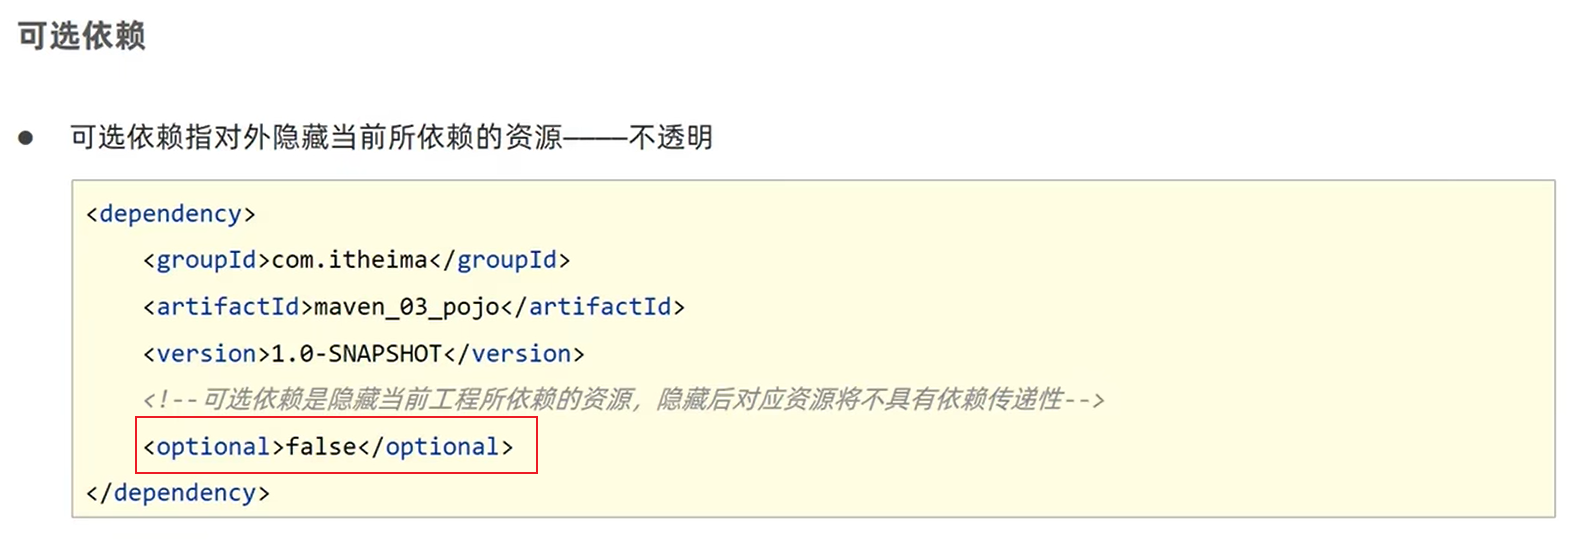 可选依赖
● 可选依赖指对外隐藏当前所依赖的资源————不透明
<dependency>
    <groupId>com.itheima</groupId>
    <artifactId>maven_03_pojo</artifactId>
    <version>1.0-SNAPSHOT</version>
    <!--可选依赖是隐藏当前工程所依赖的资源，隐藏后对应资源将不具有依赖传递性-->
    <optional>false</optional>
</dependency>